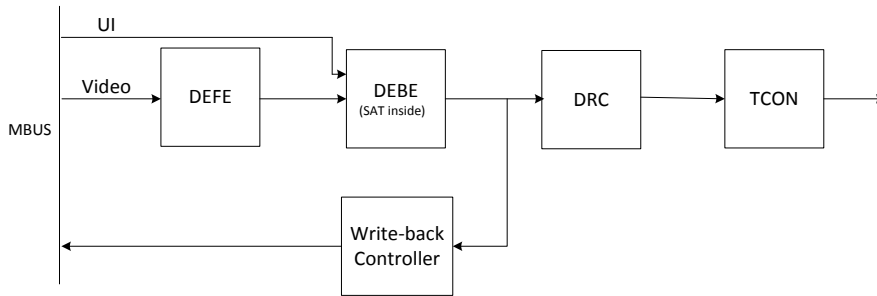 UI
Video
DEFE
DEBE
(SAT inside)
DRC
TCON
MBUS
Write-back
Controller